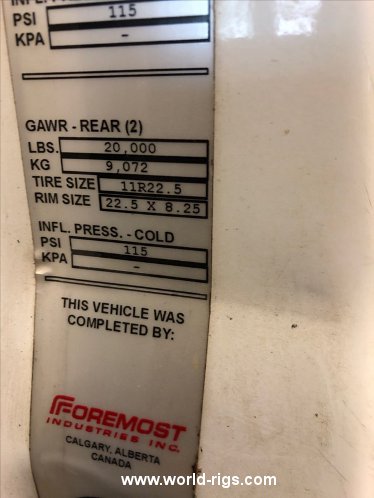 PSI 115
KPA -
GAWR - REAR (2)
LBS. 20,000
KG 9,072
TIRE SIZE 11R22.5
RIM SIZE 22.5 X 8.25
INFL. PRESS. - COLD
PSI 115
KPA -
THIS VEHICLE WAS
COMPLETED BY:
FOREMOST
INDUSTRIES INC.
CALGARY, ALBERTA
CANADA
www.world-rigs.com